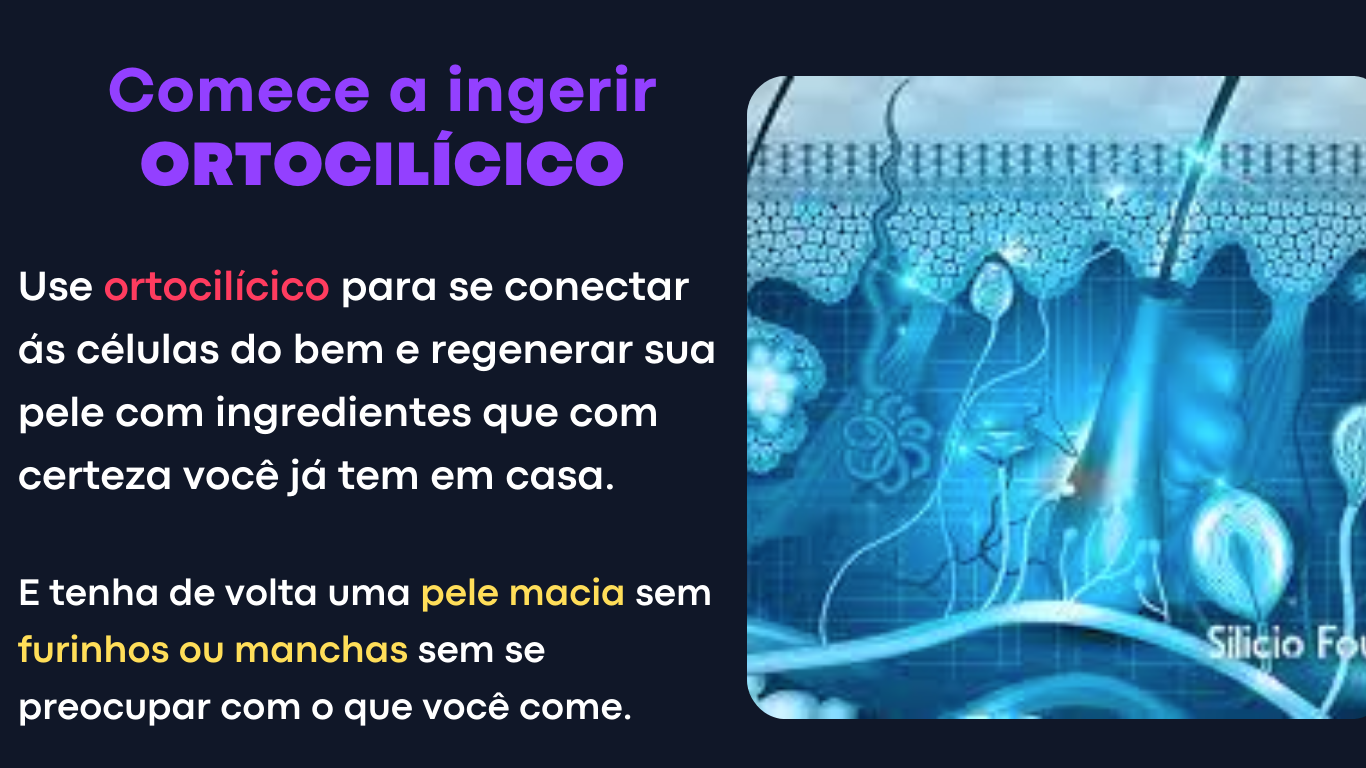 Comece a ingerir
ORTOCILÍCICO
Use ortocilícico para se conectar
ás células do bem e regenerar sua
pele com ingredientes que com
certeza você já tem em casa.
E tenha de volta uma pele macia sem
furinhos ou manchas sem se
preocupar com o que você come.
Silicio